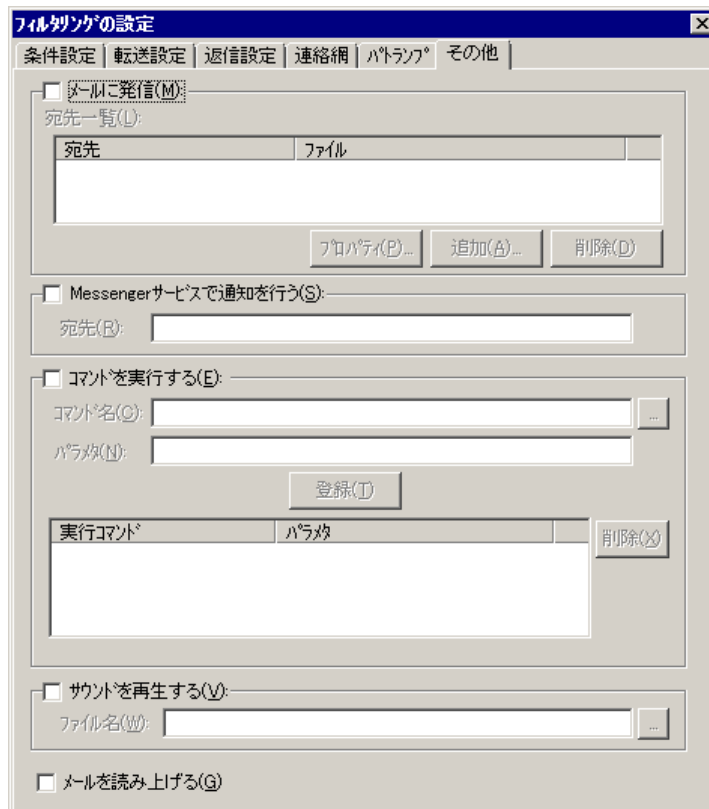 フィルタリングの設定
条件設定 転送設定 返信設定 連絡網 パトランプ その他
メールに発信(M):
宛先一覧(L):
宛先 ファイル
プロパティ(P)... 追加(A)... 削除(D)
Messengerサービスで通知を行う(S):
宛先(R):
コマンドを実行する(E):
コマンド名(C): ...
パラメタ(N):
登録(T)
実行コマンド パラメタ 削除(X)
サウンドを再生する(V):
ファイル名(W): ...
メールを読み上げる(G)